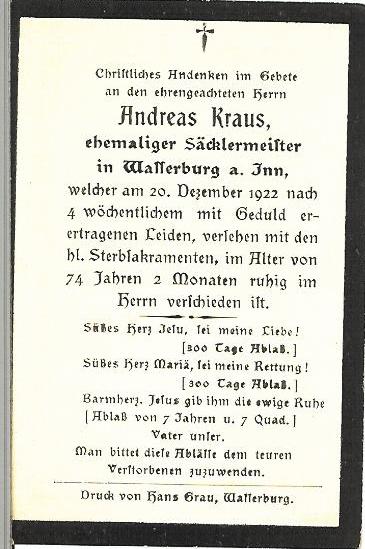 Christliches Andenken im Gebete
an den ehrengeachteten Herrn
Andreas Kraus,
ehemaliger Säcklermeister
in Wasserburg a. Inn,
welcher am 20. Dezember 1922 nach
4 wöchentlichem mit Geduld er-
ertragenen Leiden, versehen mit den
hl. Sterbsakramenten, im Alter von
74 Jahren 2 Monaten ruhig im
Herrn verschieden ist.
Süßes Herz Jesu, sei meine Liebe!
[300 Tage Ablaß.]
Süßes Herz Mariä, sei meine Rettung!
[300 Tage Ablaß.]
Barmherz. Jesus gib ihm die ewige Ruhe
[Ablaß von 7 Jahren u. 7 Quad.]
Vater unser.
Man bittet diese Ablässe dem teuren
Verstorbenen zuzuwenden.
Druck von Hans Grau, Wasserburg.